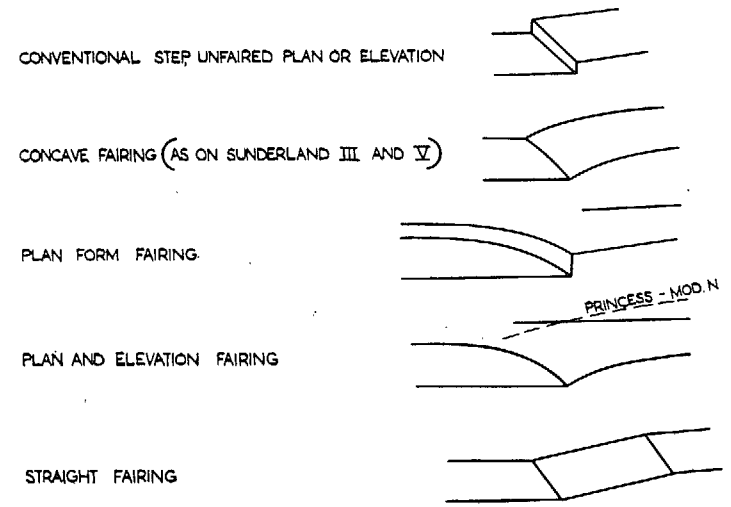 CONVENTIONAL STEP, UNFAIRED PLAN OR ELEVATION
CONCAVE FAIRING (AS ON SUNDERLAND III AND V)
PLAN FORM FAIRING
PRINCESS - MOD. N
PLAN AND ELEVATION FAIRING
STRAIGHT FAIRING